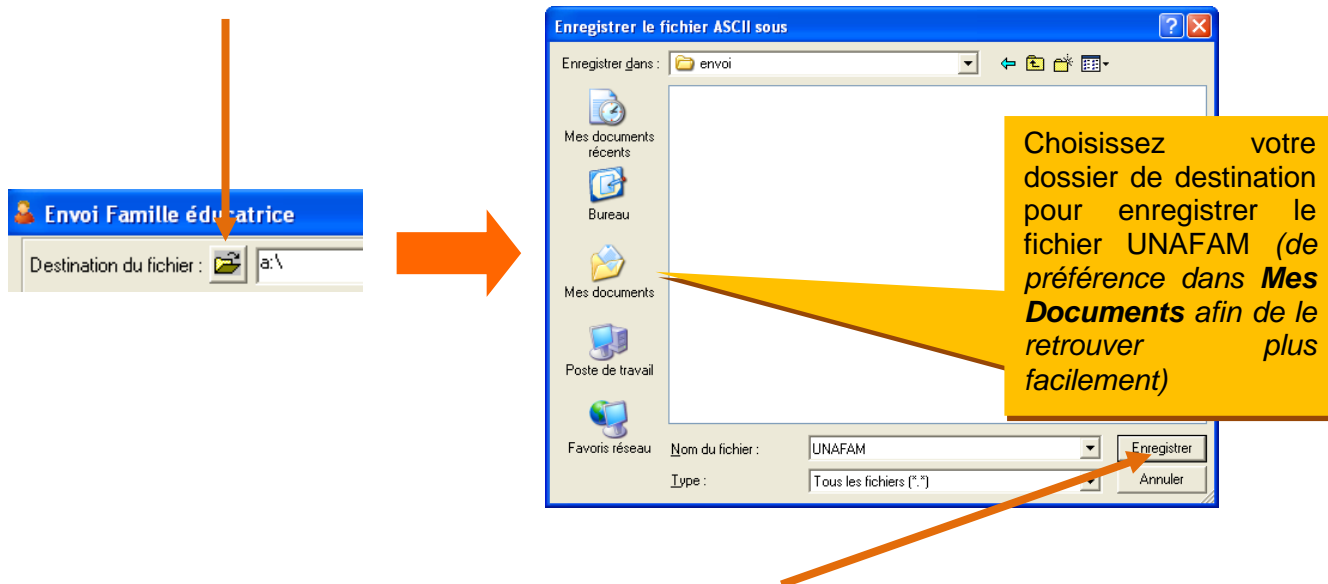 Enregistrer le fichier ASCII sous
Enregistrer dans :
envoi
Mes documents
récents
Bureau
Mes documents
Poste de travail
Favoris réseau
Nom du fichier :
UNAFAM
Enregistrer
Type :
Tous les fichiers (*.*)
Annuler
Envoi Famille éducatrice
Destination du fichier :
a:\
Choisissez votre
dossier de destination
pour enregistrer le
fichier UNAFAM (de
préférence dans Mes
Documents afin de le
retrouver plus
facilement)